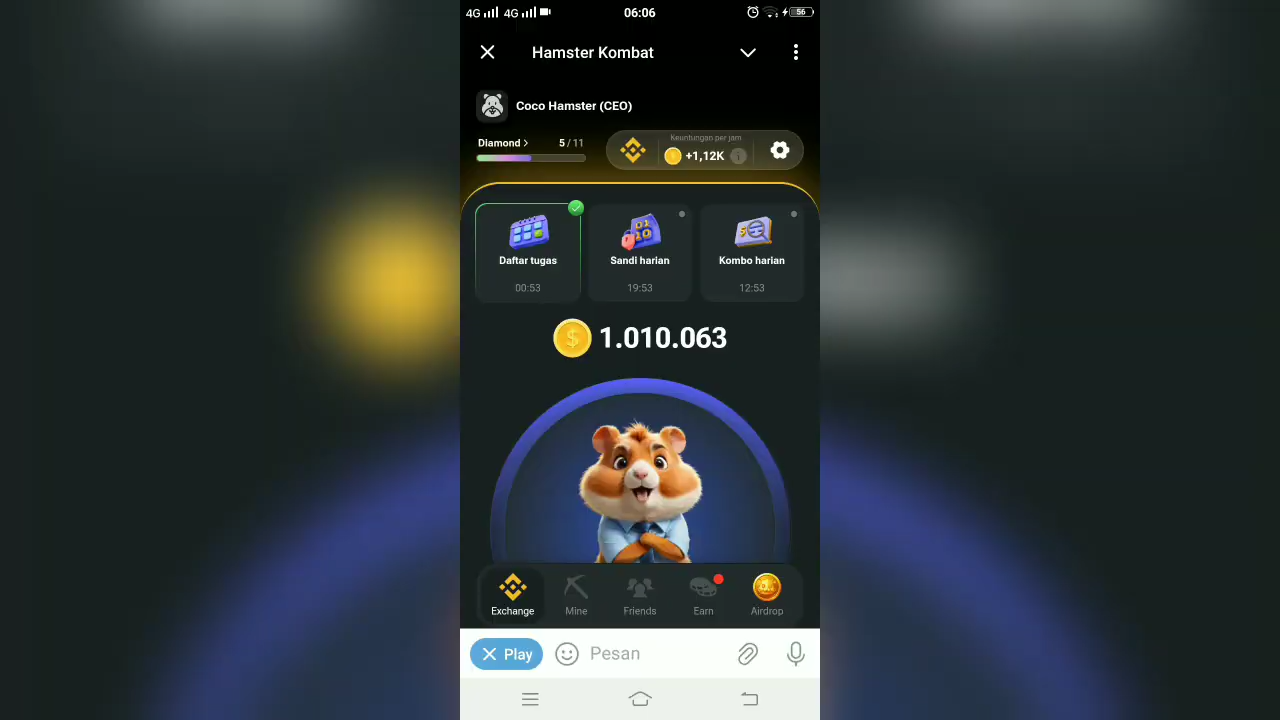 4G 4G 06:06 56
Hamster Kombat
Coco Hamster (CEO)
Diamond > 5 / 11
Keuntungan per jam
+1,12K
Daftar tugas Sandi harian Kombo harian
00:53 19:53 12:53
1.010.063
Exchange Mine Friends Earn Airdrop
Play Pesan